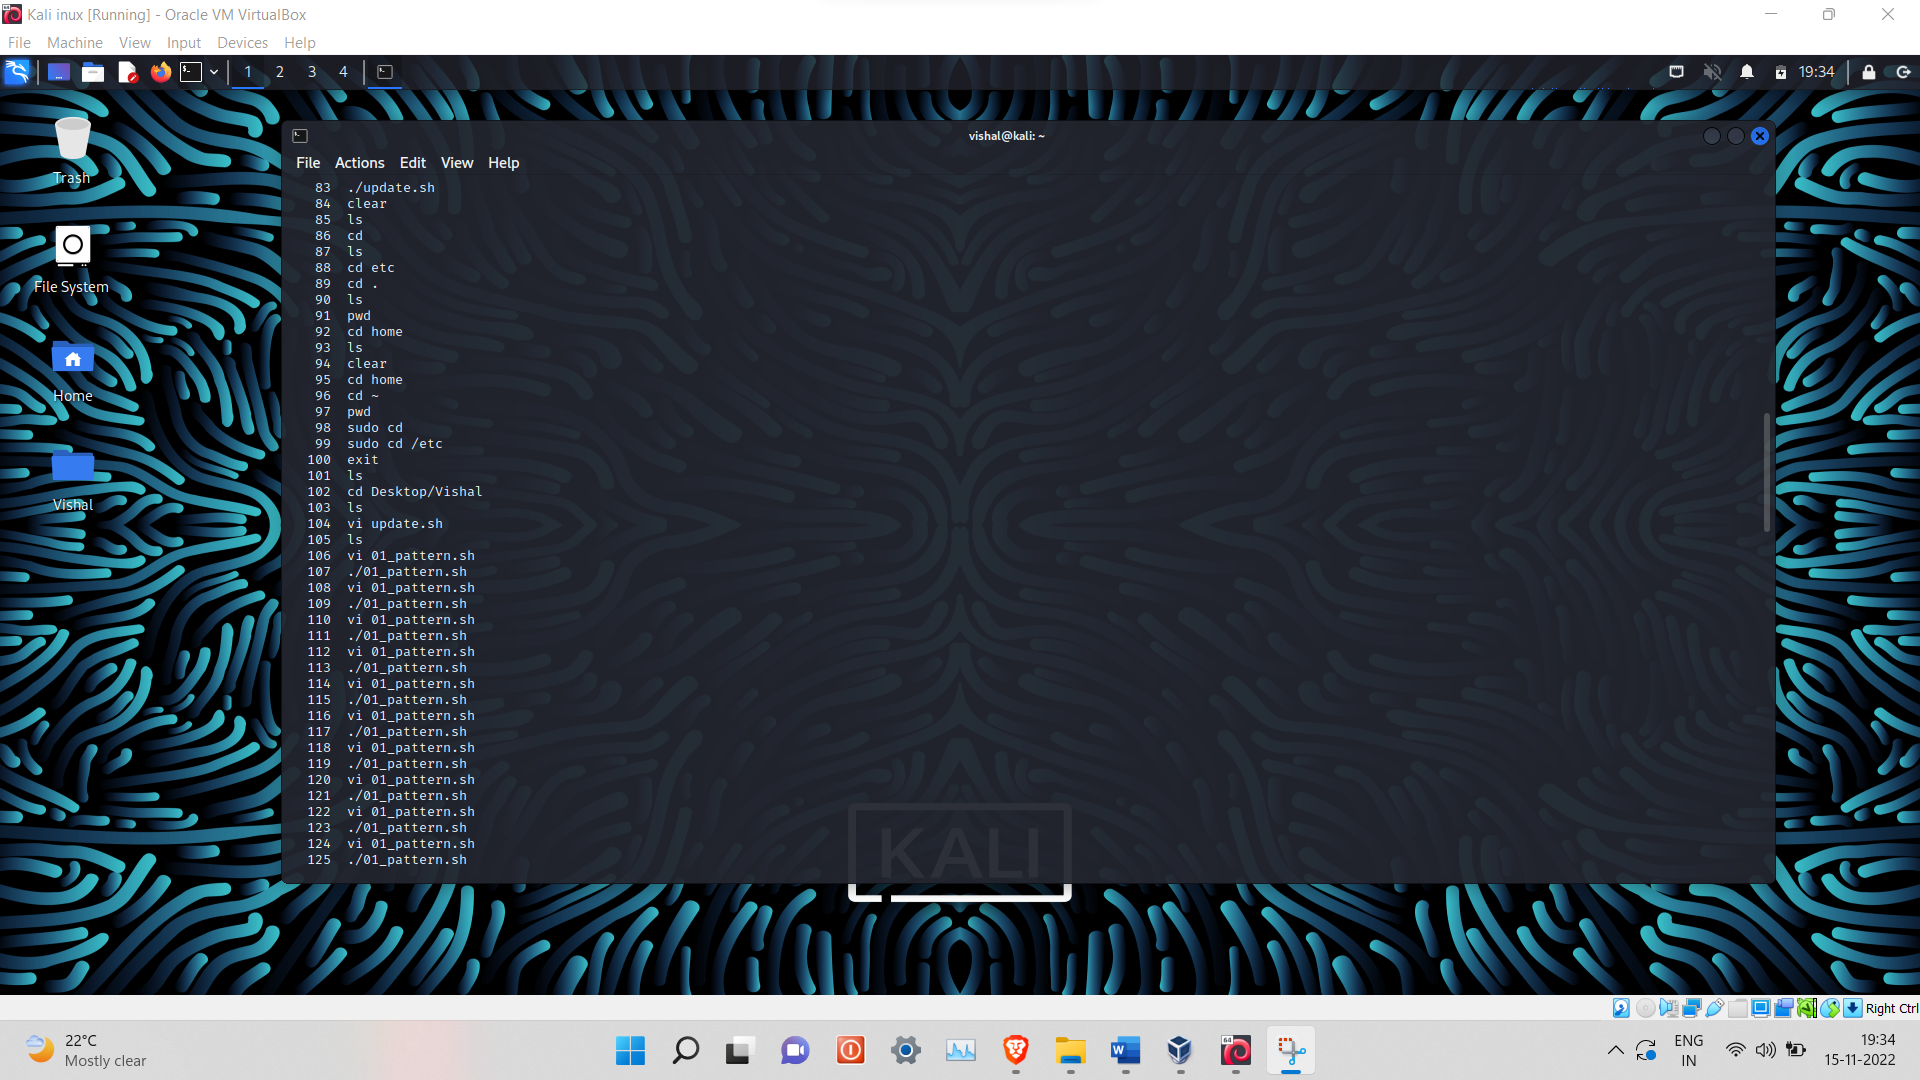 Kali inux [Running] - Oracle VM VirtualBox
File Machine View Input Devices Help
1 2 3 4 19:34
vishal@kali: ~
File Actions Edit View Help
Trash
File System
Home
Vishal
83 ./update.sh
84 clear
85 ls
86 cd
87 ls
88 cd etc
89 cd .
90 ls
91 pwd
92 cd home
93 ls
94 clear
95 cd home
96 cd ~
97 pwd
98 sudo cd
99 sudo cd /etc
100 exit
101 ls
102 cd Desktop/Vishal
103 ls
104 vi update.sh
105 ls
106 vi 01_pattern.sh
107 ./01_pattern.sh
108 vi 01_pattern.sh
109 ./01_pattern.sh
110 vi 01_pattern.sh
111 ./01_pattern.sh
112 vi 01_pattern.sh
113 ./01_pattern.sh
114 vi 01_pattern.sh
115 ./01_pattern.sh
116 vi 01_pattern.sh
117 ./01_pattern.sh
118 vi 01_pattern.sh
119 ./01_pattern.sh
120 vi 01_pattern.sh
121 ./01_pattern.sh
122 vi 01_pattern.sh
123 ./01_pattern.sh
124 vi 01_pattern.sh
125 ./01_pattern.sh
KALI
Right Ctrl
22°C
Mostly clear
64
W
ENG
IN
19:34
15-11-2022